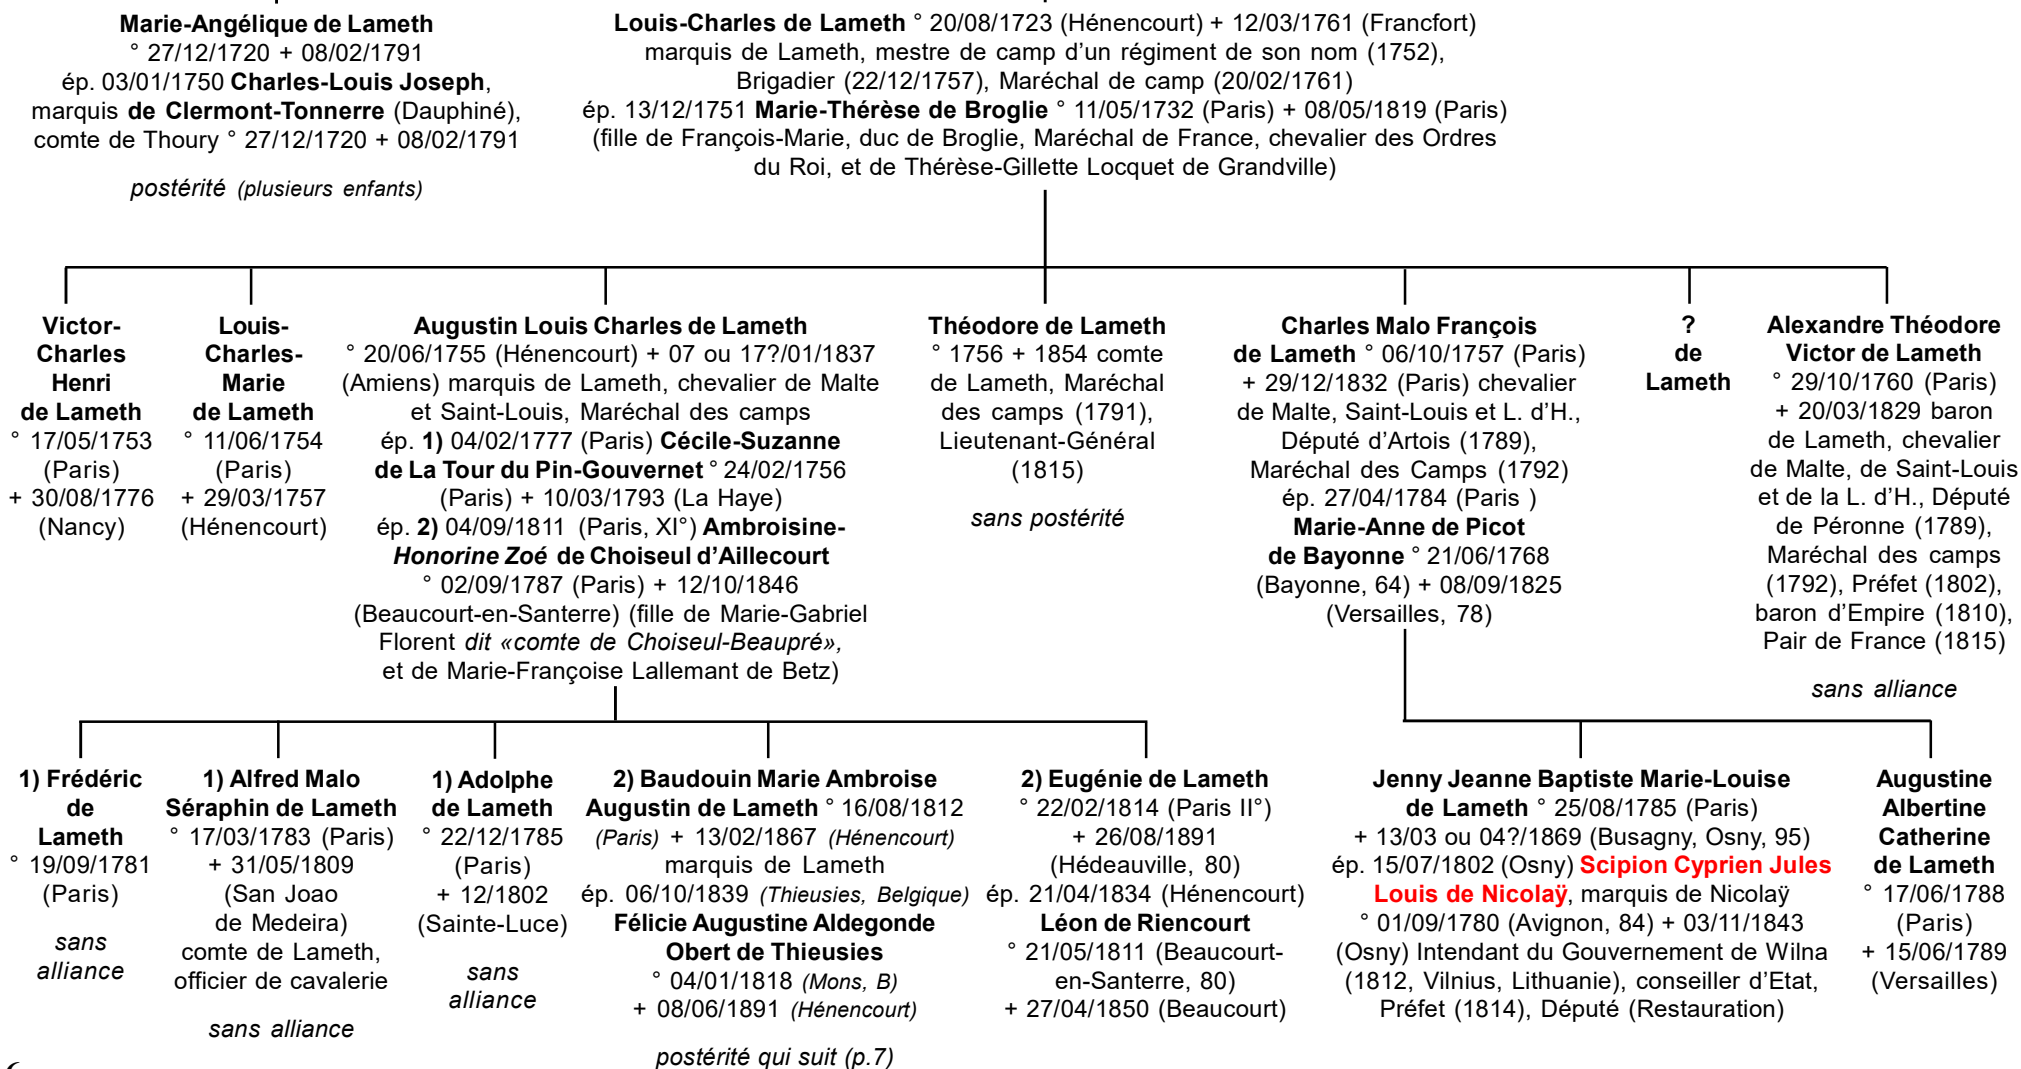 Marie-Angélique de Lameth
° 27/12/1720 + 08/02/1791
ép. 03/01/1750 Charles-Louis Joseph,
marquis de Clermont-Tonnerre (Dauphiné),
comte de Thoury ° 27/12/1720 + 08/02/1791
postérité (plusieurs enfants)
Louis-Charles de Lameth ° 20/08/1723 (Hénencourt) + 12/03/1761 (Francfort)
marquis de Lameth, mestre de camp d’un régiment de son nom (1752),
Brigadier (22/12/1757), Maréchal de camp (20/02/1761)
ép. 13/12/1751 Marie-Thérèse de Broglie ° 11/05/1732 (Paris) + 08/05/1819 (Paris)
(fille de François-Marie, duc de Broglie, Maréchal de France, chevalier des Ordres
du Roi, et de Thérèse-Gillette Locquet de Grandville)
Victor-
Charles
Henri
de Lameth
° 17/05/1753
(Paris)
+ 30/08/1776
(Nancy)
Louis-
Charles-
Marie
de Lameth
° 11/06/1754
(Paris)
+ 29/03/1757
(Hénencourt)
Augustin Louis Charles de Lameth
° 20/06/1755 (Hénencourt) + 07 ou 17?/01/1837
(Amiens) marquis de Lameth, chevalier de Malte
et Saint-Louis, Maréchal des camps
ép. 1) 04/02/1777 (Paris) Cécile-Suzanne
de La Tour du Pin-Gouvernet ° 24/02/1756
(Paris) + 10/03/1793 (La Haye)
ép. 2) 04/09/1811 (Paris, XI°) Ambroisine-
Honorine Zoé de Choiseul d’Aillecourt
° 02/09/1787 (Paris) + 12/10/1846
(Beaucourt-en-Santerre) (fille de Marie-Gabriel
Florent dit «comte de Choiseul-Beaupré»,
et de Marie-Françoise Lallemant de Betz)
Théodore de Lameth
° 1756 + 1854 comte
de Lameth, Maréchal
des camps (1791),
Lieutenant-Général
(1815)
sans postérité
Charles Malo François
de Lameth ° 06/10/1757 (Paris)
+ 29/12/1832 (Paris) chevalier
de Malte, Saint-Louis et L. d’H.,
Député d’Artois (1789),
Maréchal des Camps (1792)
ép. 27/04/1784 (Paris )
Marie-Anne de Picot
de Bayonne ° 21/06/1768
(Bayonne, 64) + 08/09/1825
(Versailles, 78)
?
de
Lameth
Alexandre Théodore
Victor de Lameth
° 29/10/1760 (Paris)
+ 20/03/1829 baron
de Lameth, chevalier
de Malte, de Saint-Louis
et de la L. d’H., Député
de Péronne (1789),
Maréchal des camps
(1792), Préfet (1802),
baron d’Empire (1810),
Pair de France (1815)
sans alliance
1) Frédéric
de
Lameth
° 19/09/1781
(Paris)
sans
alliance
1) Alfred Malo
Séraphin de Lameth
° 17/03/1783 (Paris)
+ 31/05/1809
(San Joao
de Medeira)
comte de Lameth,
officier de cavalerie
sans alliance
1) Adolphe
de Lameth
° 22/12/1785
(Paris)
+ 12/1802
(Sainte-Luce)
sans
alliance
2) Baudouin Marie Ambroise
Augustin de Lameth ° 16/08/1812
(Paris) + 13/02/1867 (Hénencourt)
marquis de Lameth
ép. 06/10/1839 (Thieusies, Belgique)
Félicie Augustine Aldegonde
Obert de Thieusies
° 04/01/1818 (Mons, B)
+ 08/06/1891 (Hénencourt)
postérité qui suit (p.7)
2) Eugénie de Lameth
° 22/02/1814 (Paris II°)
+ 26/08/1891
(Hédeauville, 80)
ép. 21/04/1834 (Hénencourt)
Léon de Riencourt
° 21/05/1811 (Beaucourt-
en-Santerre, 80)
+ 27/04/1850 (Beaucourt)
Jenny Jeanne Baptiste Marie-Louise
de Lameth ° 25/08/1785 (Paris)
+ 13/03 ou 04?/1869 (Busagny, Osny, 95)
ép. 15/07/1802 (Osny) Scipion Cyprien Jules
Louis de Nicolaÿ, marquis de Nicolaÿ
° 01/09/1780 (Avignon, 84) + 03/11/1843
(Osny) Intendant du Gouvernement de Wilna
(1812, Vilnius, Lithuanie), conseiller d’Etat,
Préfet (1814), Député (Restauration)
Augustine
Albertine
Catherine
de Lameth
° 17/06/1788
(Paris)
+ 15/06/1789
(Versailles)